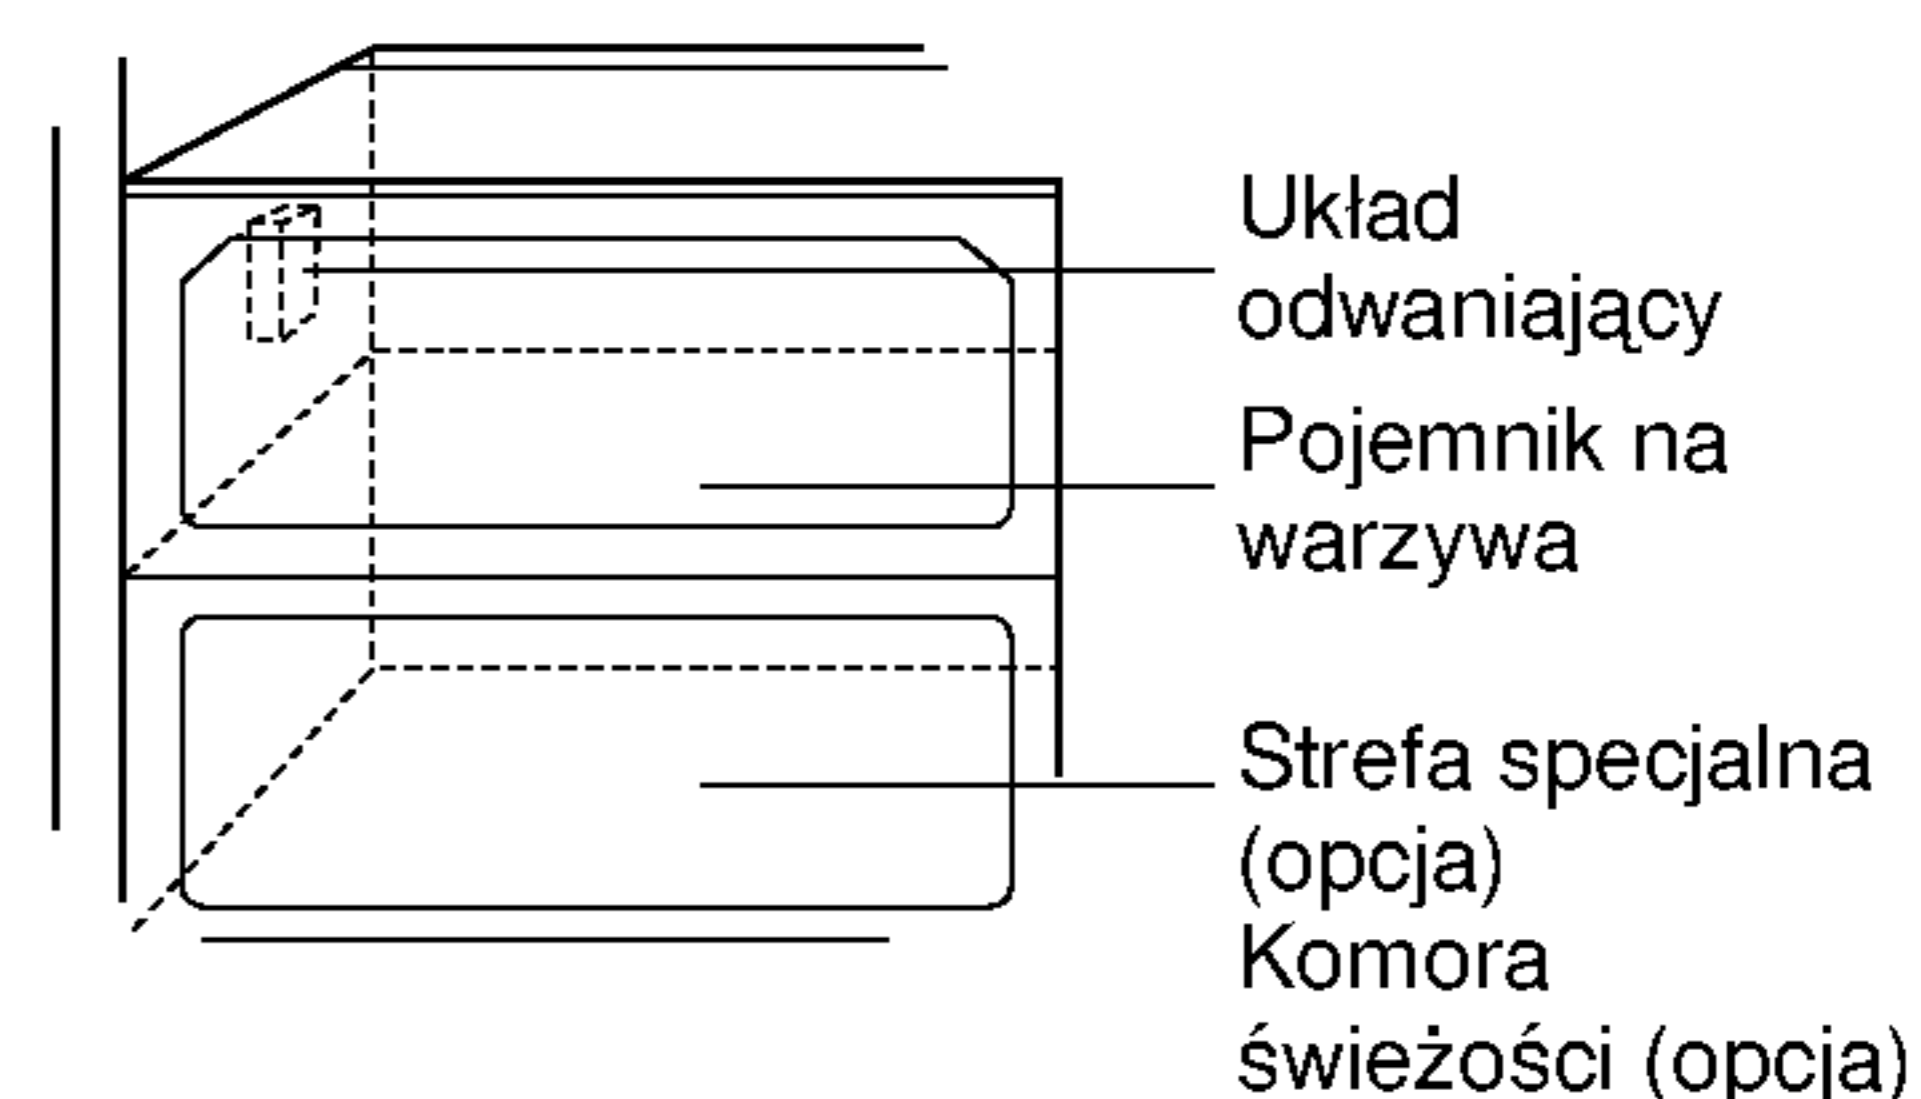 Układ
odwaniający
Pojemnik na
warzywa
Strefa specjalna
(opcja)
Komora
świeżości (opcja)